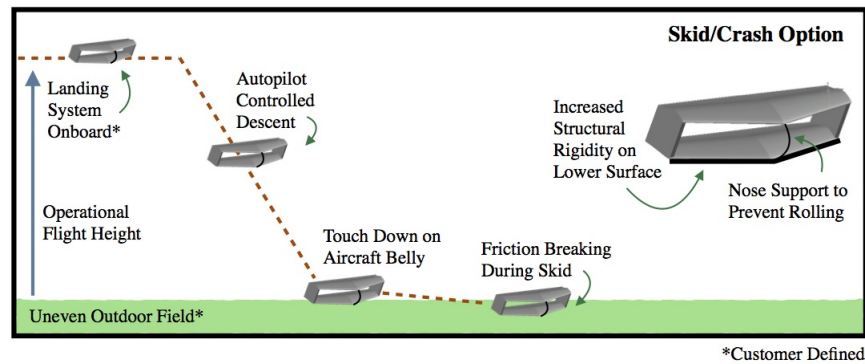 Skid/Crash Option
Landing
System
Onboard*
Autopilot
Controlled
Descent
Increased
Structural
Rigidity on
Lower Surface
Nose Support to
Prevent Rolling
Operational
Flight Height
Touch Down on
Aircraft Belly
Friction Breaking
During Skid
Uneven Outdoor Field*
*Customer Defined